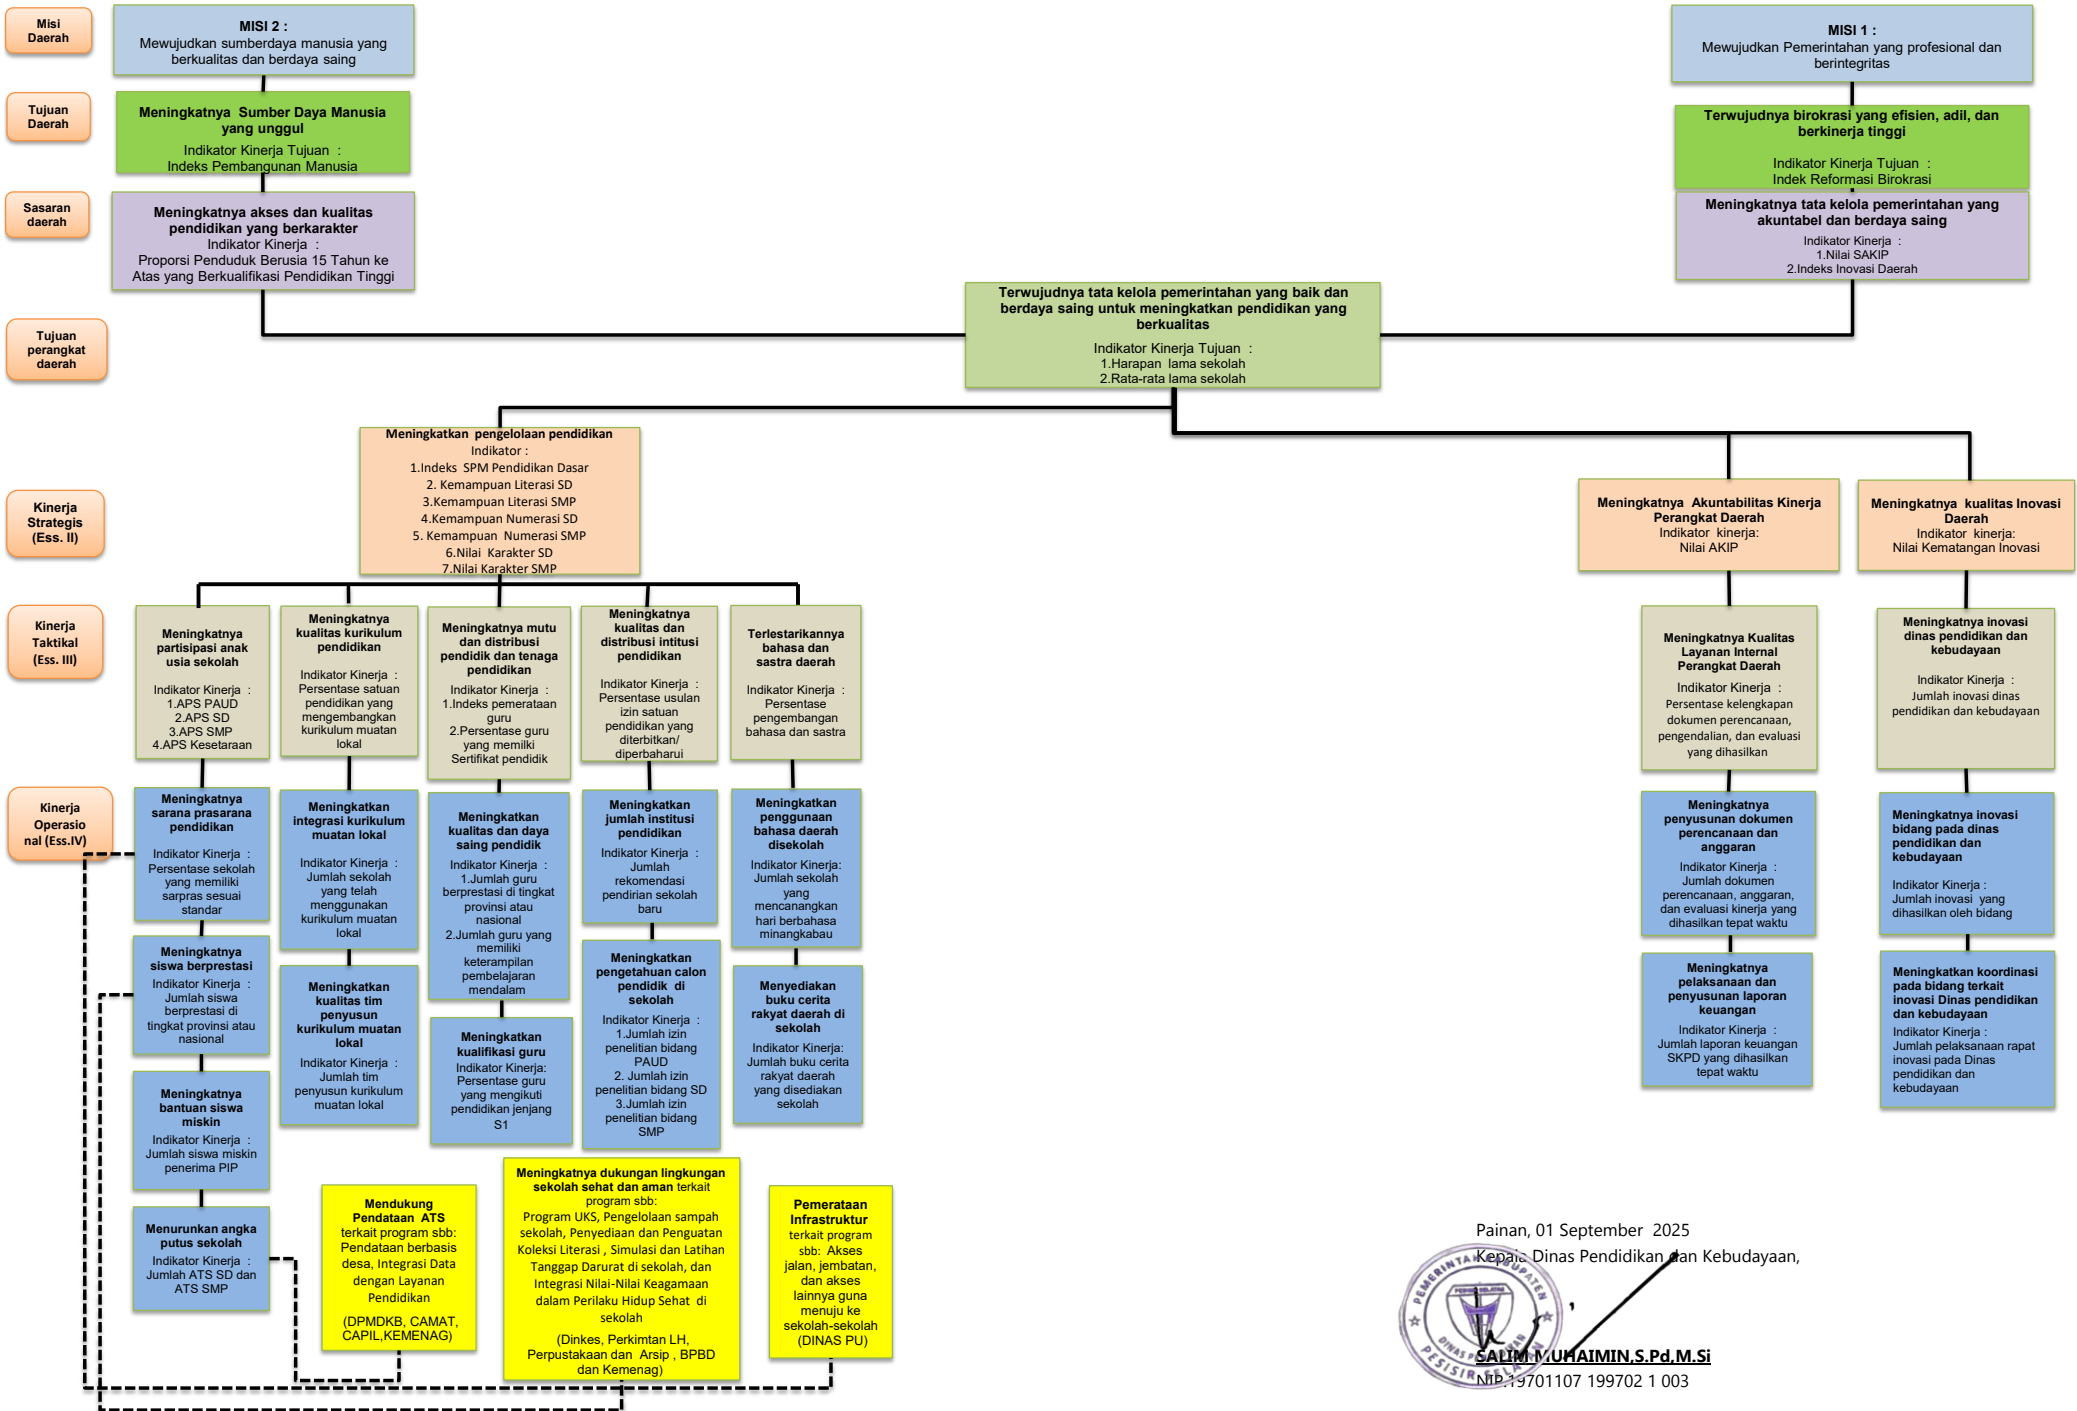 Misi
Daerah
MISI 2 :
Mewujudkan sumberdaya manusia yang
berkualitas dan berdaya saing
MISI 1 :
Mewujudkan Pemerintahan yang profesional dan
berintegritas
Tujuan
Daerah
Meningkatnya Sumber Daya Manusia
yang unggul
Indikator Kinerja Tujuan :
Indeks Pembangunan Manusia
Terwujudnya birokrasi yang efisien, adil, dan
berkinerja tinggi
Indikator Kinerja Tujuan :
Indek Reformasi Birokrasi
Sasaran
daerah
Meningkatnya akses dan kualitas
pendidikan yang berkarakter
Indikator Kinerja :
Proporsi Penduduk Berusia 15 Tahun ke
Atas yang Berkualifikasi Pendidikan Tinggi
Meningkatnya tata kelola pemerintahan yang
akuntabel dan berdaya saing
Indikator Kinerja :
1.Nilai SAKIP
2.Indeks Inovasi Daerah
Tujuan
perangkat
daerah
Terwujudnya tata kelola pemerintahan yang baik dan
berdaya saing untuk meningkatkan pendidikan yang
berkualitas
Indikator Kinerja Tujuan :
1.Harapan lama sekolah
2.Rata-rata lama sekolah
Kinerja
Strategis
(Ess. II)
Meningkatkan pengelolaan pendidikan
Indikator :
1.Indeks SPM Pendidikan Dasar
2. Kemampuan Literasi SD
3.Kemampuan Literasi SMP
4.Kemampuan Numerasi SD
5. Kemampuan Numerasi SMP
6.Nilai Karakter SD
7.Nilai Karakter SMP
Meningkatnya Akuntabilitas Kinerja
Perangkat Daerah
Indikator kinerja:
Nilai AKIP
Meningkatnya kualitas Inovasi
Daerah
Indikator kinerja:
Nilai Kematangan Inovasi
Kinerja
Taktikal
(Ess. III)
Meningkatnya
partisipasi anak
usia sekolah
Indikator Kinerja :
1.APS PAUD
2.APS SD
3.APS SMP
4.APS Kesetaraan
Meningkatnya
kualitas kurikulum
pendidikan
Indikator Kinerja :
Persentase satuan
pendidikan yang
mengembangkan
kurikulum muatan
lokal
Meningkatnya mutu
dan distribusi
pendidik dan tenaga
pendidikan
Indikator Kinerja :
1.Indeks pemerataan
guru
2.Persentase guru
yang memilki
Sertifikat pendidik
Meningkatnya
kualitas dan
distribusi intitusi
pendidikan
Indikator Kinerja :
Persentase usulan
izin satuan
pendidikan yang
diterbitkan/
diperbaharui
Terlestarikannya
bahasa dan
sastra daerah
Indikator Kinerja :
Persentase
pengembangan
bahasa dan sastra
Meningkatnya Kualitas
Layanan Internal
Perangkat Daerah
Indikator Kinerja :
Persentase kelengkapan
dokumen perencanaan,
pengendalian, dan evaluasi
yang dihasilkan
Meningkatnya inovasi
dinas pendidikan dan
kebudayaan
Indikator Kinerja :
Jumlah inovasi dinas
pendidikan dan kebudayaan
Kinerja
Operasio
nal (Ess.IV)
Meningkatnya
sarana prasarana
pendidikan
Indikator Kinerja :
Persentase sekolah
yang memiliki
sarpras sesuai
standar
Meningkatkan
integrasi kurikulum
muatan lokal
Indikator Kinerja :
Jumlah sekolah
yang telah
menggunakan
kurikulum muatan
lokal
Meningkatkan
kualitas dan daya
saing pendidik
Indikator Kinerja :
1.Jumlah guru
berprestasi di tingkat
provinsi atau
nasional
2.Jumlah guru yang
memiliki
keterampilan
pembelajaran
mendalam
Meningkatkan
jumlah institusi
pendidikan
Indikator Kinerja :
Jumlah
rekomendasi
pendirian sekolah
baru
Meningkatkan
penggunaan
bahasa daerah
disekolah
Indikator Kinerja:
Jumlah sekolah
yang
mencanangkan
hari berbahasa
minangkabau
Meningkatnya
penyusunan dokumen
perencanaan dan
anggaran
Indikator Kinerja :
Jumlah dokumen
perencanaan, anggaran,
dan evaluasi kinerja yang
dihasilkan tepat waktu
Meningkatnya inovasi
bidang pada dinas
pendidikan dan
kebudayaan
Indikator Kinerja :
Jumlah inovasi yang
dihasilkan oleh bidang
Meningkatnya
siswa berprestasi
Indikator Kinerja :
Jumlah siswa
berprestasi di
tingkat provinsi atau
nasional
Meningkatkan
kualitas tim
penyusun
kurikulum muatan
lokal
Indikator Kinerja :
Jumlah tim
penyusun kurikulum
muatan lokal
Meningkatkan
kualifikasi guru
Indikator Kinerja:
Persentase guru
yang mengikuti
pendidikan jenjang
S1
Meningkatkan
pengetahuan calon
pendidik di
sekolah
Indikator Kinerja :
1.Jumlah izin
penelitian bidang
PAUD
2. Jumlah izin
penelitian bidang SD
3.Jumlah izin
penelitian bidang
SMP
Menyediakan
buku cerita
rakyat daerah di
sekolah
Indikator Kinerja:
Jumlah buku cerita
rakyat daerah
yang disediakan
sekolah
Meningkatnya
pelaksanaan dan
penyusunan laporan
keuangan
Indikator Kinerja :
Jumlah laporan keuangan
SKPD yang dihasilkan
tepat waktu
Meningkatkan koordinasi
pada bidang terkait
inovasi Dinas pendidikan
dan kebudayaan
Indikator Kinerja :
Jumlah pelaksanaan rapat
inovasi pada Dinas
pendidikan dan
kebudayaan
Meningkatnya
bantuan siswa
miskin
Indikator Kinerja :
Jumlah siswa miskin
penerima PIP
Menurunkan angka
putus sekolah
Indikator Kinerja :
Jumlah ATS SD dan
ATS SMP
Mendukung
Pendataan ATS
terkait program sbb:
Pendataan berbasis
desa, Integrasi Data
dengan Layanan
Pendidikan
(DPMDKB, CAMAT,
CAPIL,KEMENAG)
Meningkatnya dukungan lingkungan
sekolah sehat dan aman terkait
program sbb:
Program UKS, Pengelolaan sampah
sekolah, Penyediaan dan Penguatan
Koleksi Literasi , Simulasi dan Latihan
Tanggap Darurat di sekolah, dan
Integrasi Nilai-Nilai Keagamaan
dalam Perilaku Hidup Sehat di
sekolah
(Dinkes, Perkimtan LH,
Perpustakaan dan Arsip , BPBD
dan Kemenag)
Pemerataan
Infrastruktur
terkait program
sbb: Akses
jalan, jembatan,
dan akses
lainnya guna
menuju ke
sekolah-sekolah
(DINAS PU)
Painan, 01 September 2025
Kepala Dinas Pendidikan dan Kebudayaan,
PEMERINTAH KABUPATEN
PESISIR SELATAN
DINAS PENDIDIKAN
SALIM MUHAIMIN,S.Pd,M.Si
NIP.19701107 199702 1 003